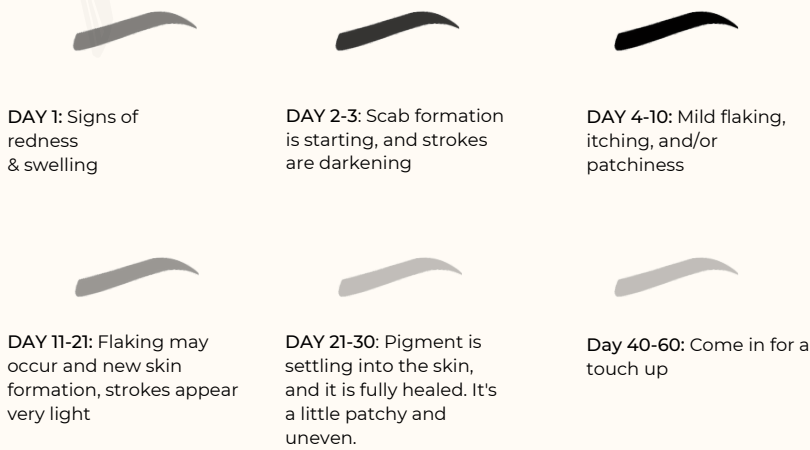 DAY 1: Signs of
redness
& swelling
DAY 2-3: Scab formation
is starting, and strokes
are darkening
DAY 4-10: Mild flaking,
itching, and/or
patchiness
DAY 11-21: Flaking may
occur and new skin
formation, strokes appear
very light
DAY 21-30: Pigment is
settling into the skin,
and it is fully healed. It's
a little patchy and
uneven.
Day 40-60: Come in for a
touch up